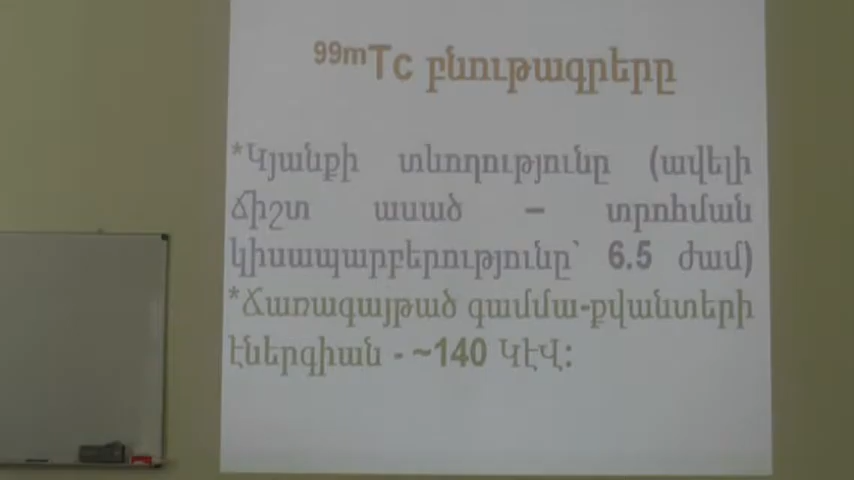 99mTc բնութագրերը
*Կյանքի տևողությունը (ավելի
ճիշտ ասած – տրոհման
կիսապարբերությունը՝ 6.5 ժամ)
*Ճառագայթած գամմա-քվանտերի
էներգիան - ~140 ԿէՎ: